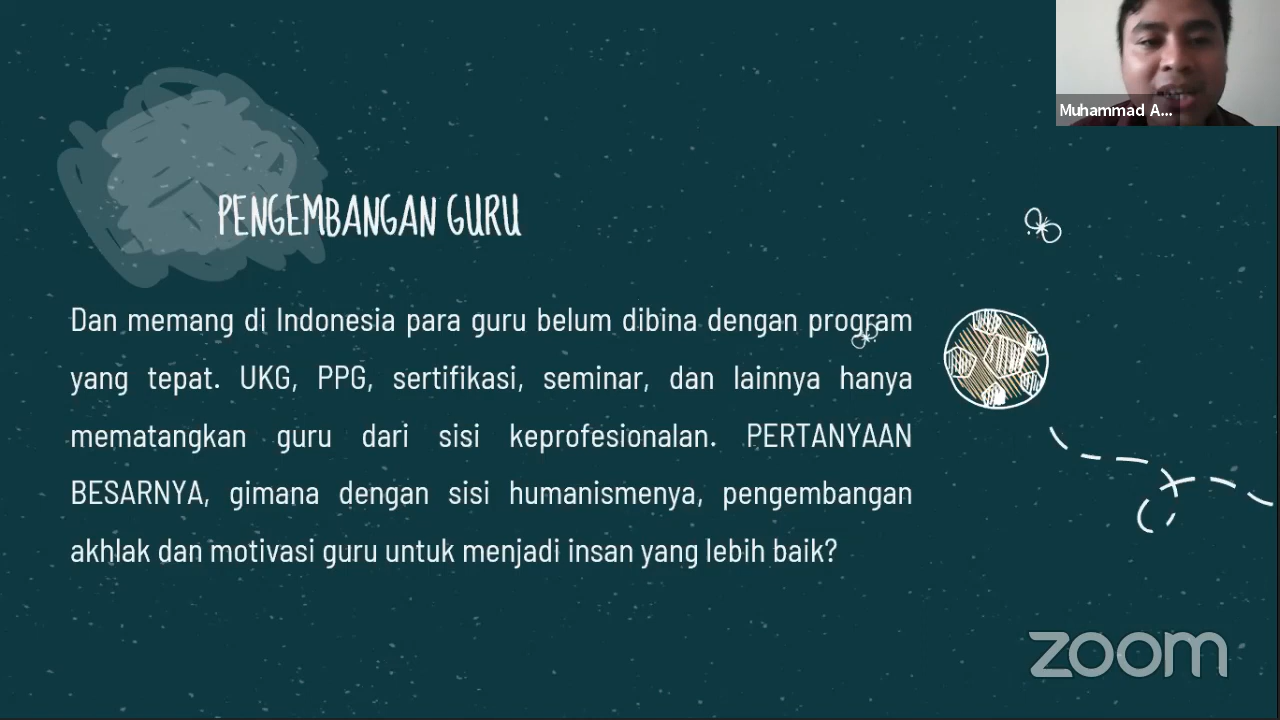 Muhammad A...
PENGEMBANGAN GURU
Dan memang di Indonesia para guru belum dibina dengan program
yang tepat. UKG, PPG, sertifikasi, seminar, dan lainnya hanya
mematangkan guru dari sisi keprofesionalan. PERTANYAAN
BESARNYA, gimana dengan sisi humanismenya, pengembangan
akhlak dan motivasi guru untuk menjadi insan yang lebih baik?
zoom